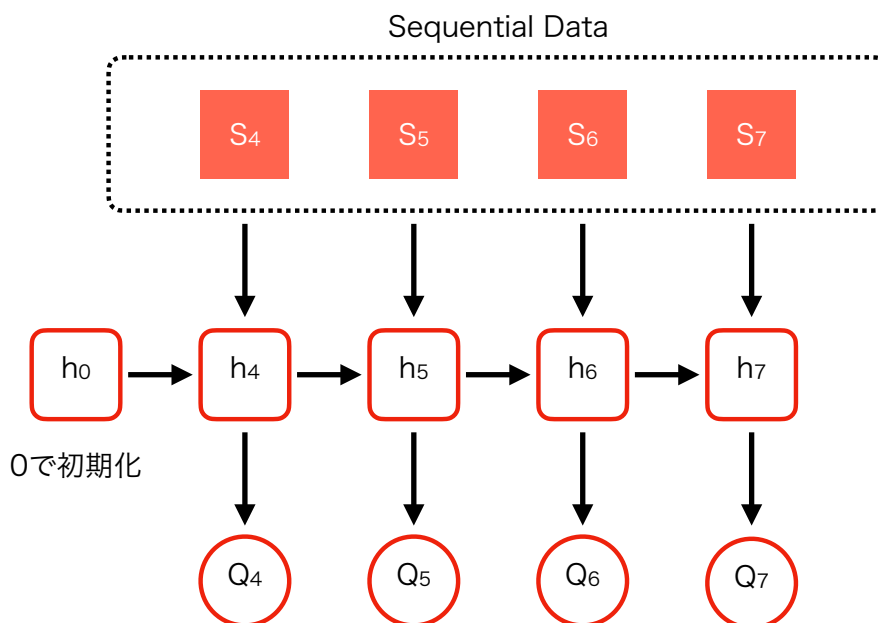 Sequential Data
S4 S5 S6 S7
h0 h4 h5 h6 h7
0で初期化
Q4 Q5 Q6 Q7